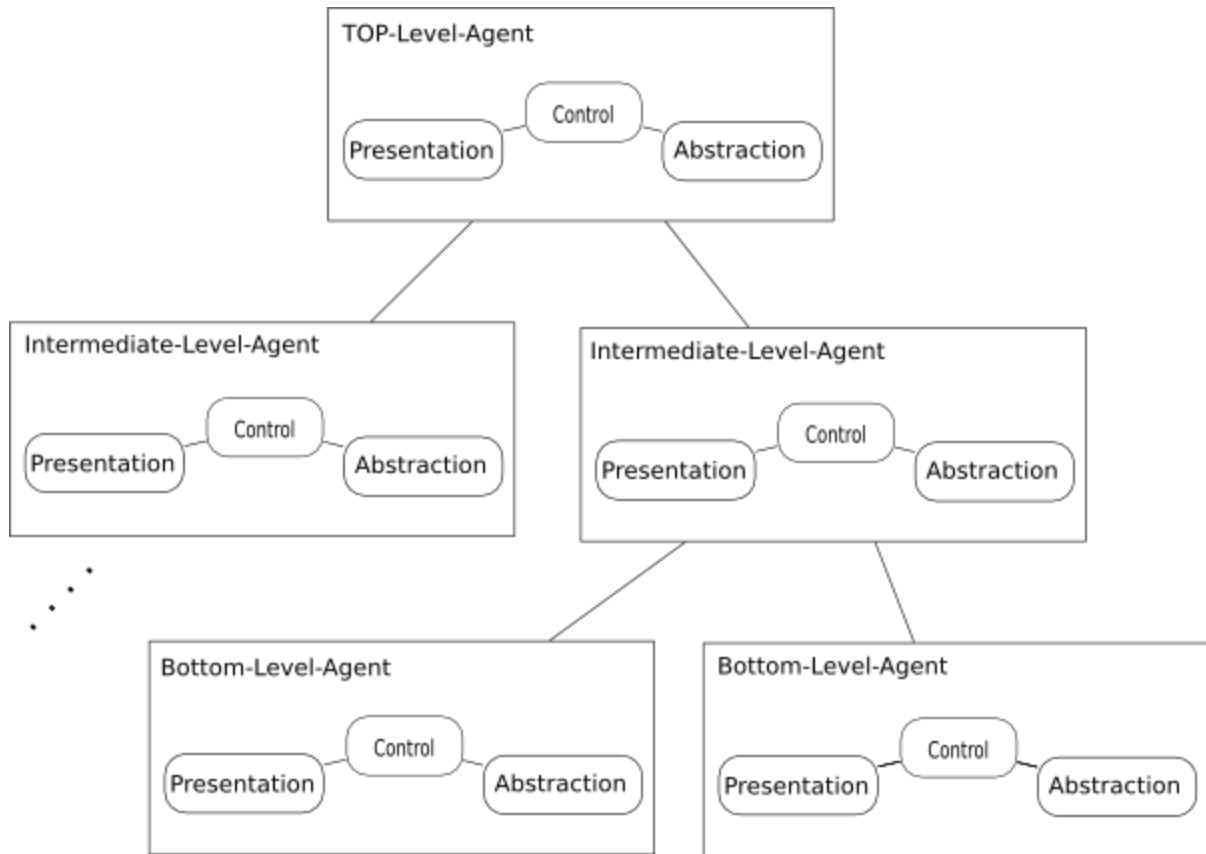 TOP-Level-Agent
Control
Presentation
Abstraction
Intermediate-Level-Agent
Control
Presentation
Abstraction
Intermediate-Level-Agent
Control
Presentation
Abstraction
Bottom-Level-Agent
Control
Presentation
Abstraction
Bottom-Level-Agent
Control
Presentation
Abstraction